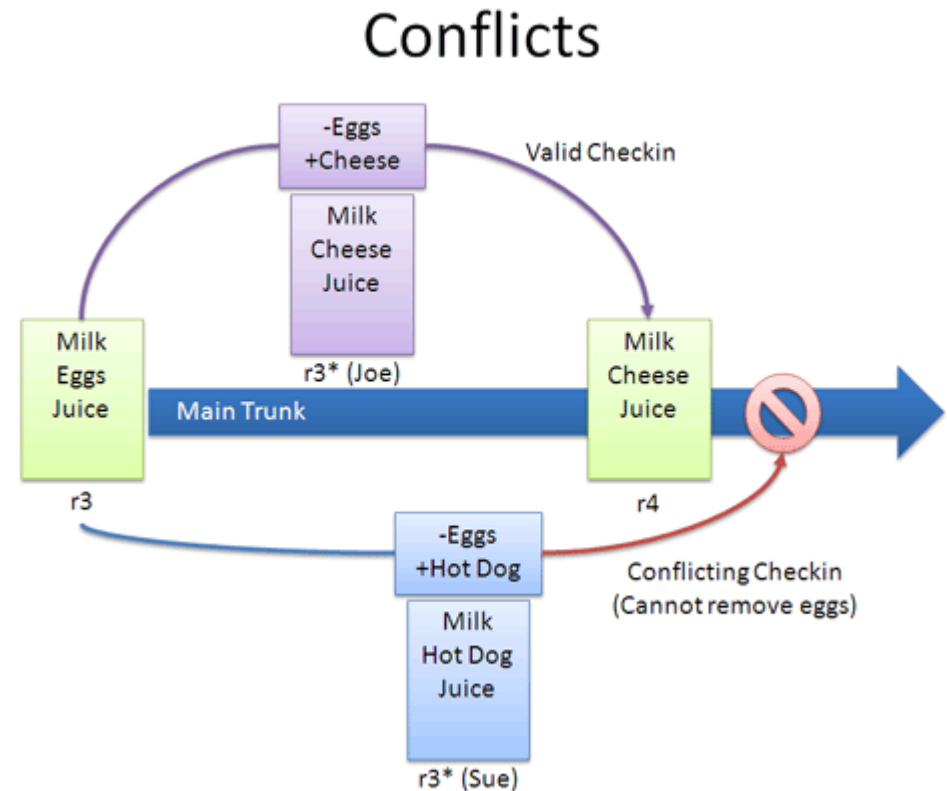 Conflicts
-Eggs
+Cheese
Valid Checkin
Milk
Cheese
Juice
r3* (Joe)
Milk
Eggs
Juice
r3
Main Trunk
Milk
Cheese
Juice
r4
-Eggs
+Hot Dog
Conflicting Checkin
(Cannot remove eggs)
Milk
Hot Dog
Juice
r3* (Sue)